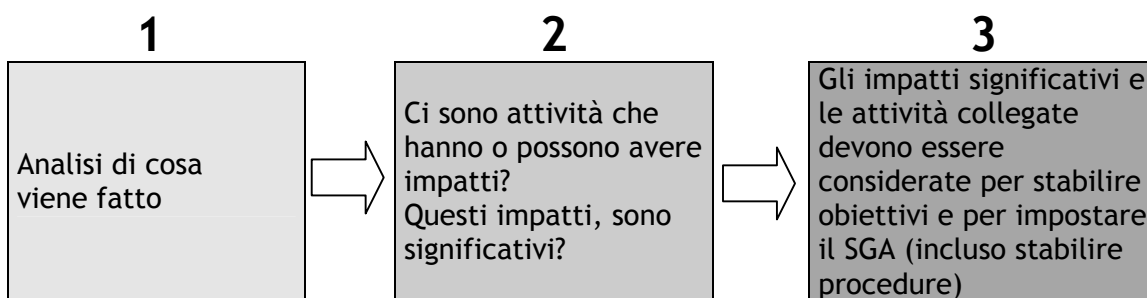 1
Analisi di cosa
viene fatto
2
Ci sono attività che
hanno o possono avere
impatti?
Questi impatti, sono
significativi?
3
Gli impatti significativi e
le attività collegate
devono essere
considerate per stabilire
obiettivi e per impostare
il SGA (incluso stabilire
procedure)